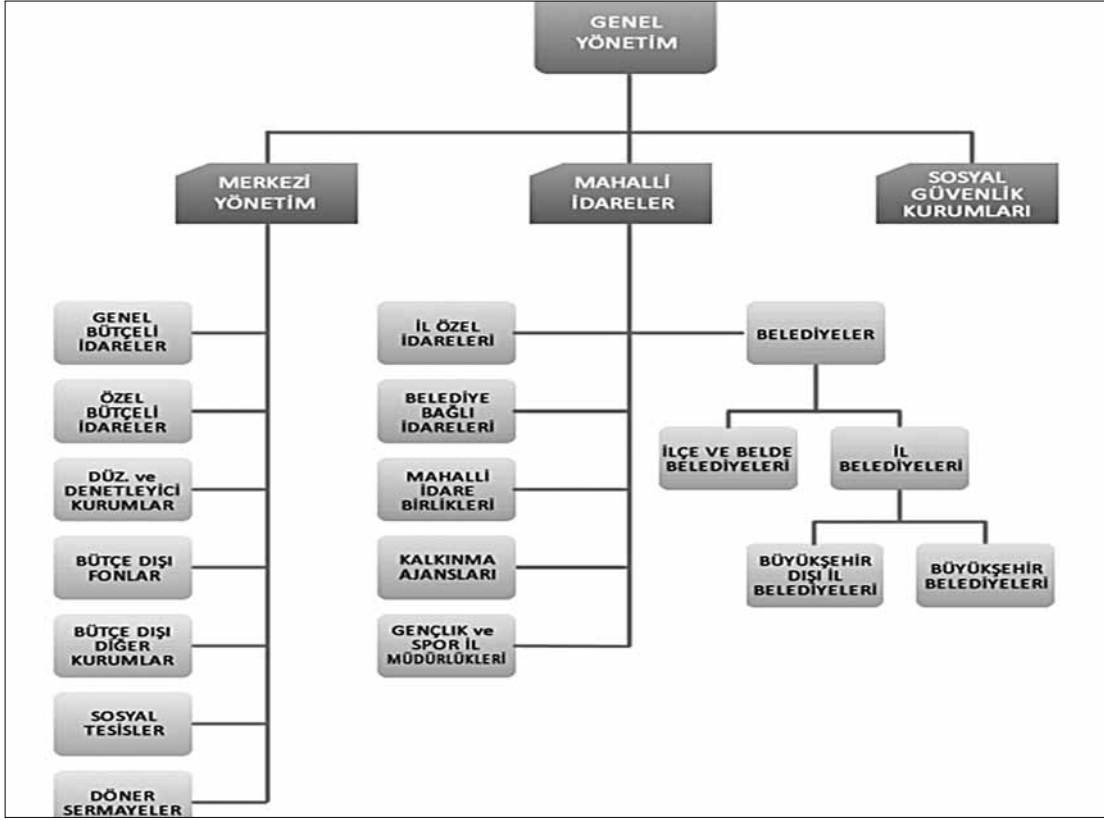 GENEL
YÖNETİM
MERKEZİ
YÖNETİM
MAHALLİ
İDARELER
SOSYAL
GÜVENLİK
KURUMLARI
GENEL
BÜTÇELİ
İDARELER
ÖZEL
BÜTÇELİ
İDARELER
DÜZ. ve
DENETLEYİCİ
KURUMLAR
BÜTÇE DIŞI
FONLAR
BÜTÇE DIŞI
DİĞER
KURUMLAR
SOSYAL
TESİSLER
DÖNER
SERMAYELER
İL ÖZEL
İDARELERİ
BELEDİYE
BAĞLI
İDARELERİ
MAHALLİ
İDARE
BİRLİKLERİ
KALKINMA
AJANSLARI
GENÇLIK ve
SPOR İL
MÜDÜRLÜKLERİ
BELEDİYELER
İLÇE VE BELDE
BELEDİYELERİ
İL
BELEDİYELERİ
BÜYÜKŞEHİR
DIŞI İL
BELEDİYELERİ
BÜYÜKŞEHİR
BELEDİYELERİ